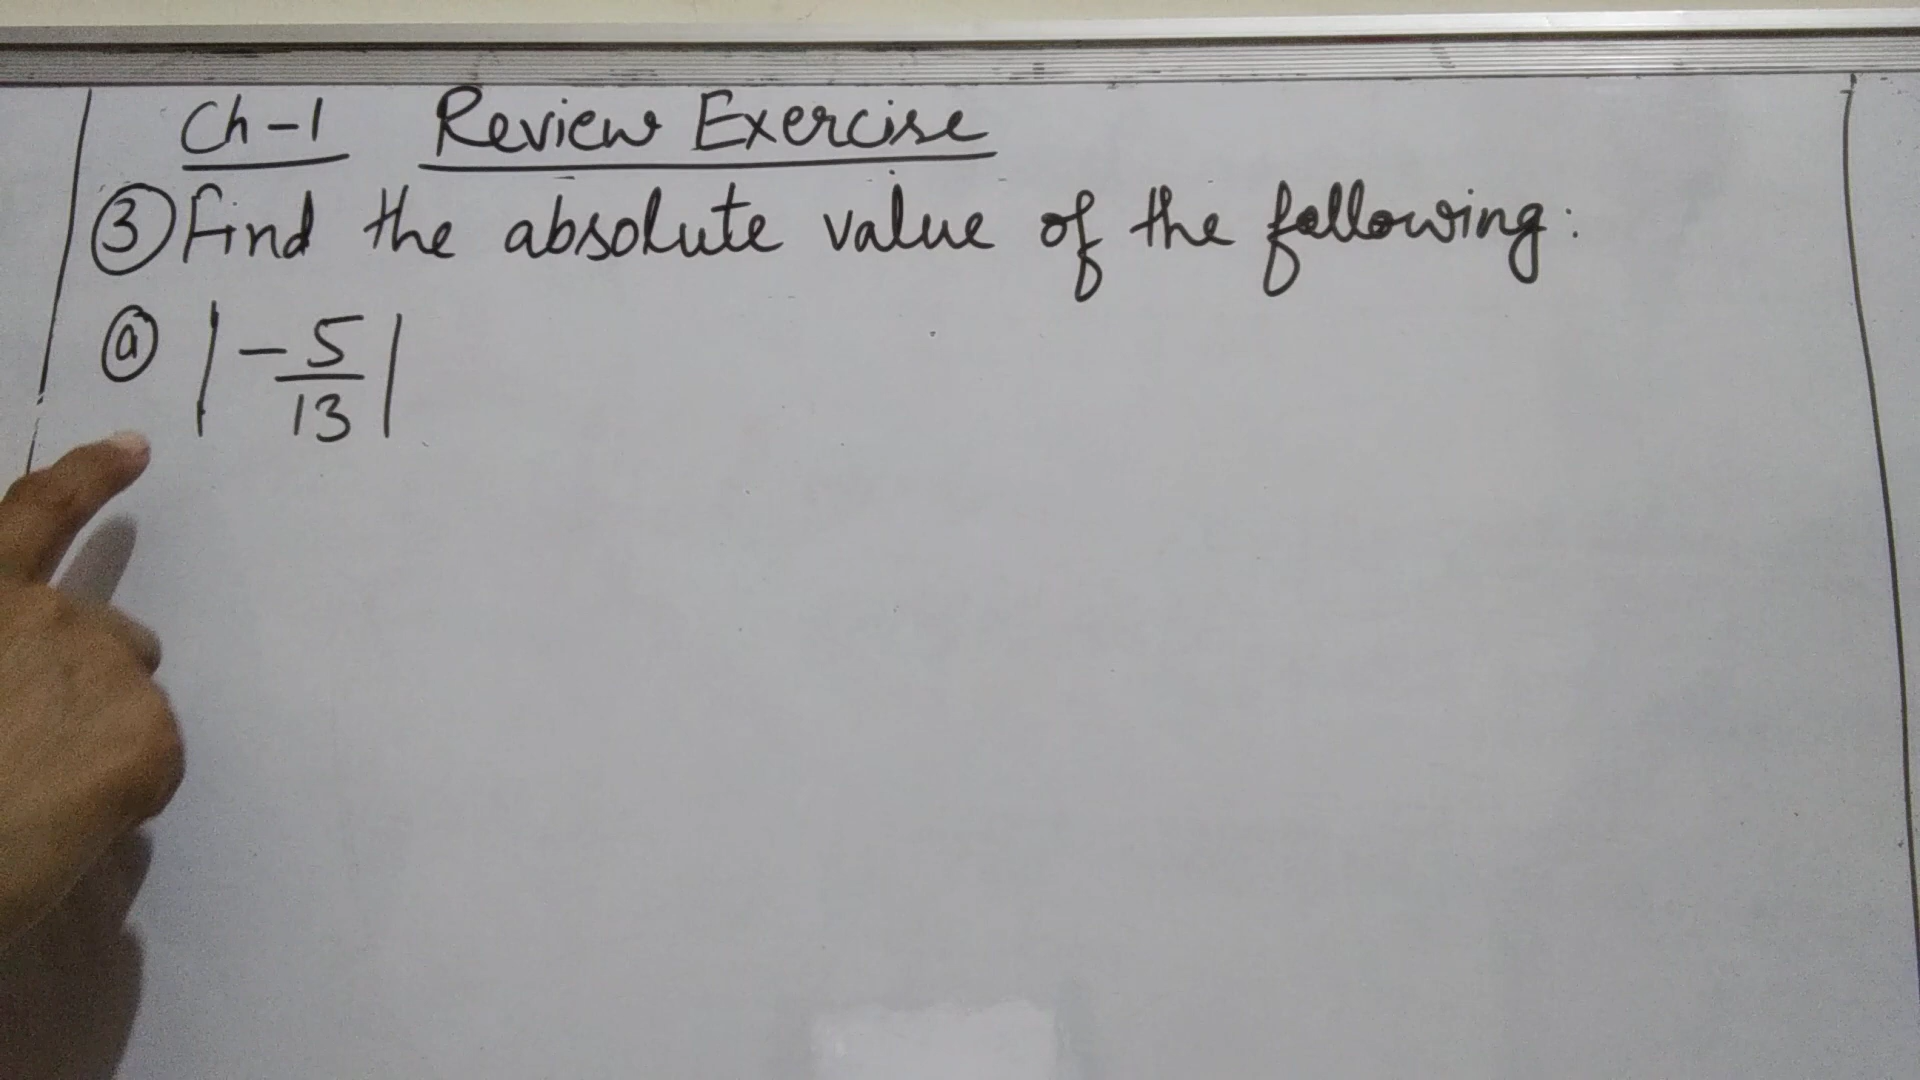 Ch-1 Review Exercise
③ Find the absolute value of the following:
ⓐ |-5/13|